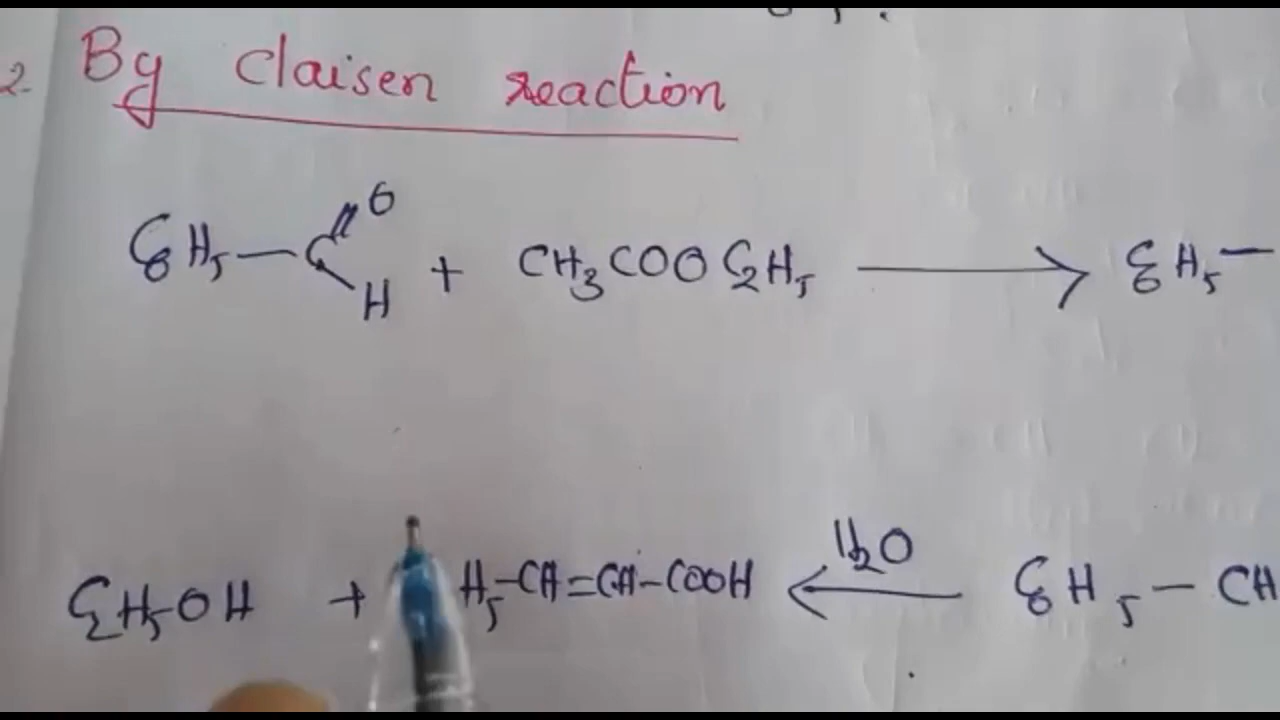 2. By Claisen reaction
C6H5—C=O H + CH3COOC2H5 ⟶ C6H5—
H2O
C2H5OH + H5—CH=CH—COOH ⟵ C6H5—CH